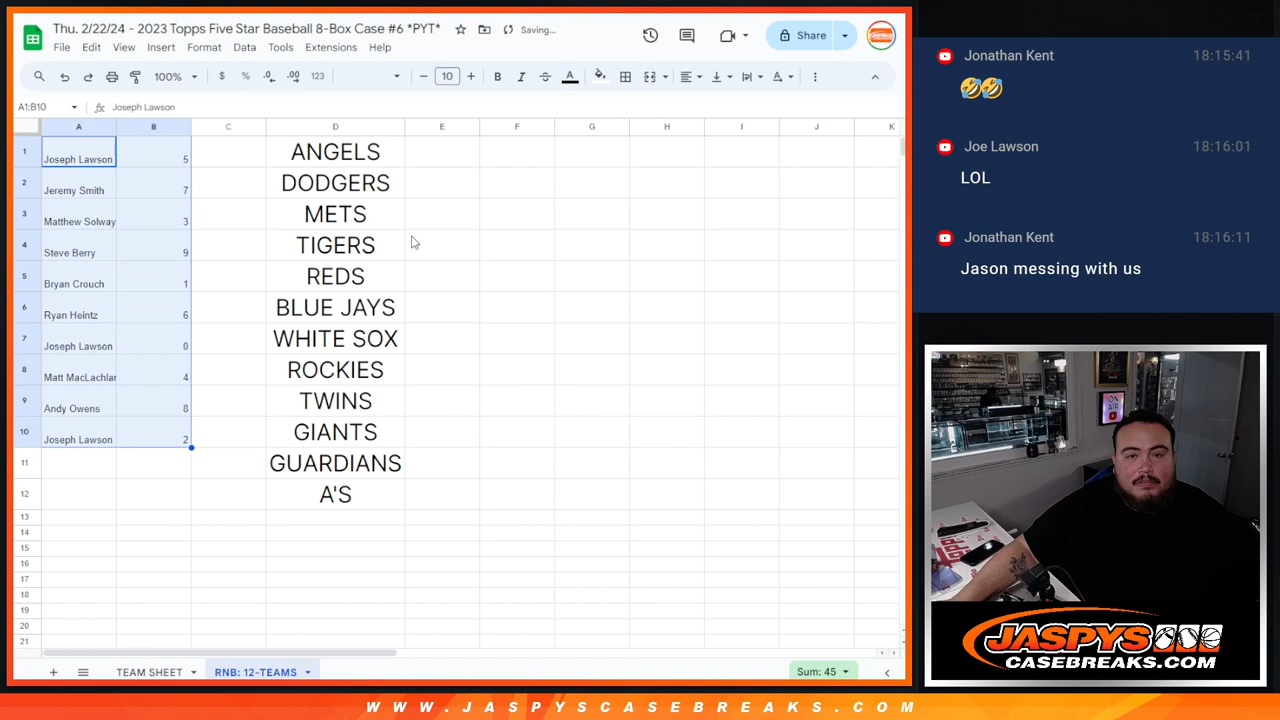 Thu. 2/22/24 - 2023 Topps Five Star Baseball 8-Box Case #6 *PYT*
Saving...
File Edit View Insert Format Data Tools Extensions Help
Share
100% $ % .0 .00 123 10 B I A
A1:B10 fx Joseph Lawson
A B C D E F G H I J K
1 Joseph Lawson 5 ANGELS
2 Jeremy Smith 7 DODGERS
3 Matthew Solway 3 METS
4 Steve Berry 9 TIGERS
5 Bryan Crouch 1 REDS
6 Ryan Heintz 6 BLUE JAYS
7 Joseph Lawson 0 WHITE SOX
8 Matt MacLachlar 4 ROCKIES
9 Andy Owens 8 TWINS
10 Joseph Lawson 2 GIANTS
11 GUARDIANS
12 A'S
13
14
15
16
17
18
19
20
21
TEAM SHEET RNB: 12-TEAMS Sum: 45
Jonathan Kent 18:15:41
Joe Lawson 18:16:01
LOL
Jonathan Kent 18:16:11
Jason messing with us
ON AIR
JASPYS
CASEBREAKS.COM
WWW.JASPYSCASEBREAKS.COM